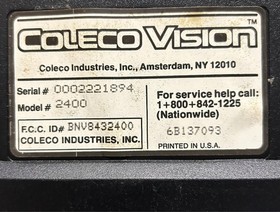 COLECOVISION™
Coleco Industries, Inc., Amsterdam, NY 12010
Serial # 0002221894
Model # 2400
F.C.C. ID# BNV8432400
COLECO INDUSTRIES, INC.
For service help call:
1+800+842-1225
(Nationwide)
6B137093
PRINTED IN U.S.A.